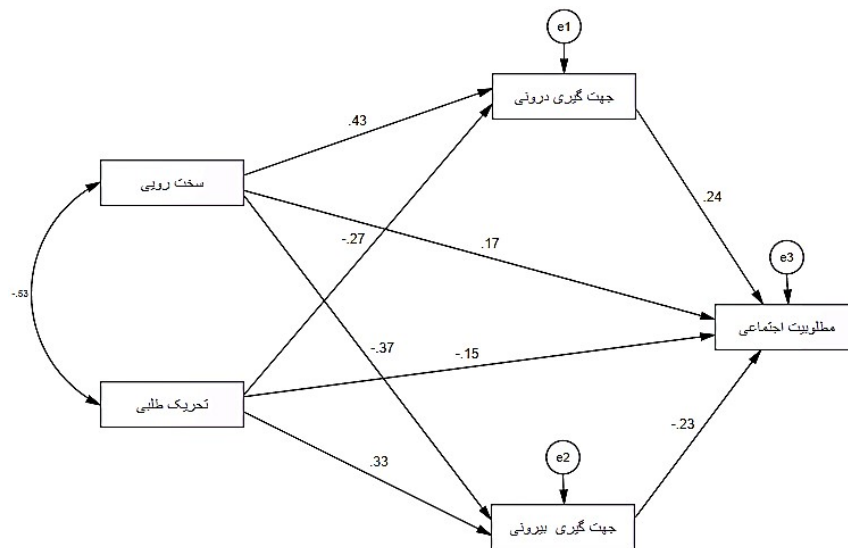 e1
جهت گیری درونی
.43
سخت رویی
-.27
.24
.17
e3
-.53
مطلوبیت اجتماعی
-.37
-.15
تحریک طلبی
.33
-.23
e2
جهت گیری بیرونی